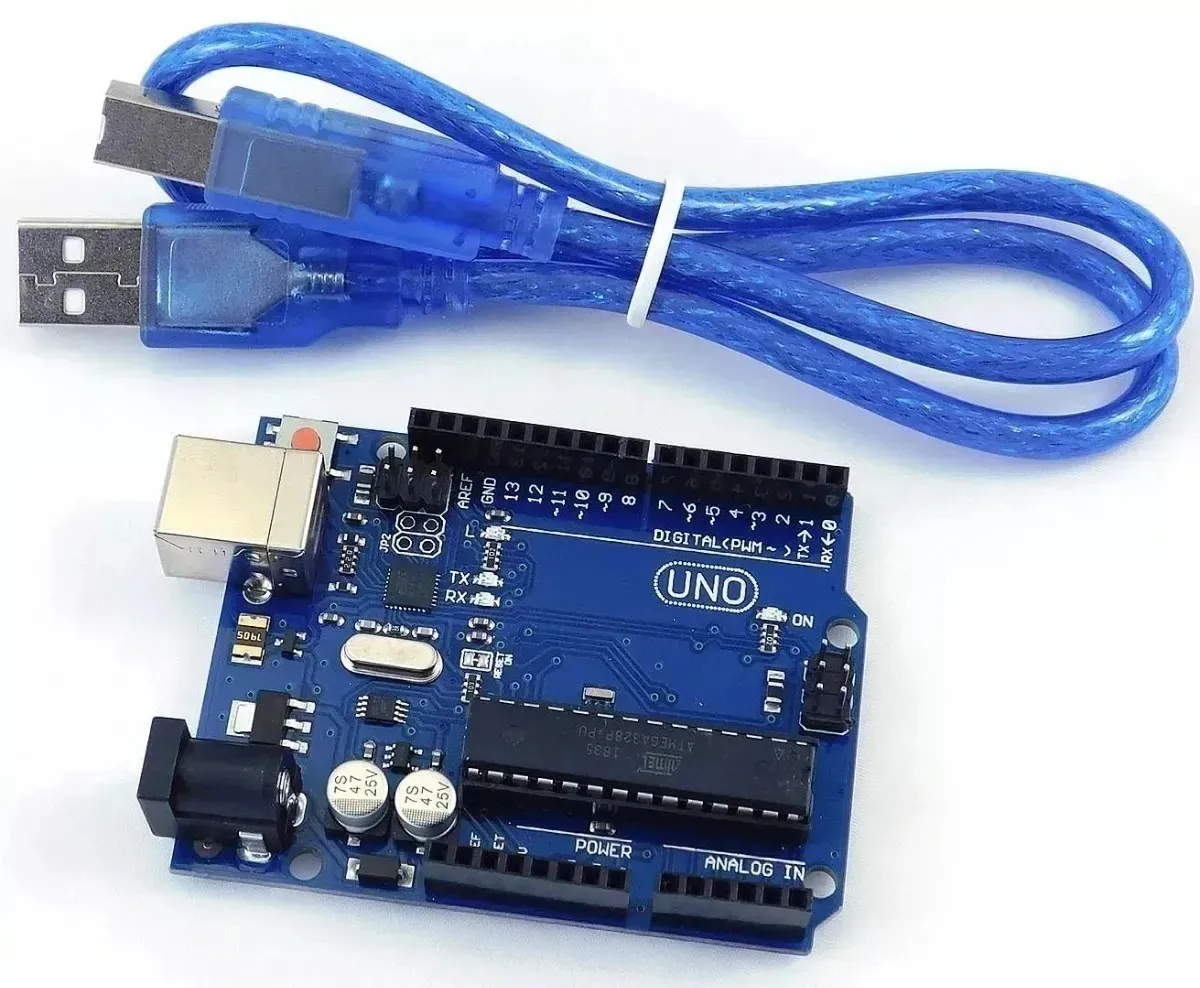 AREF
GND
13
12
~11
~10
~9
8
7
~6
~5
4
~3
2
TX→1
RX←0
DIGITAL(PWM~)
JP2
L
TX
RX
UNO
ON
RESET
ON
7S
47
25V
7S
47
25V
1835
ATMEGA328P-PU
ATMEL
POWER
ANALOG IN